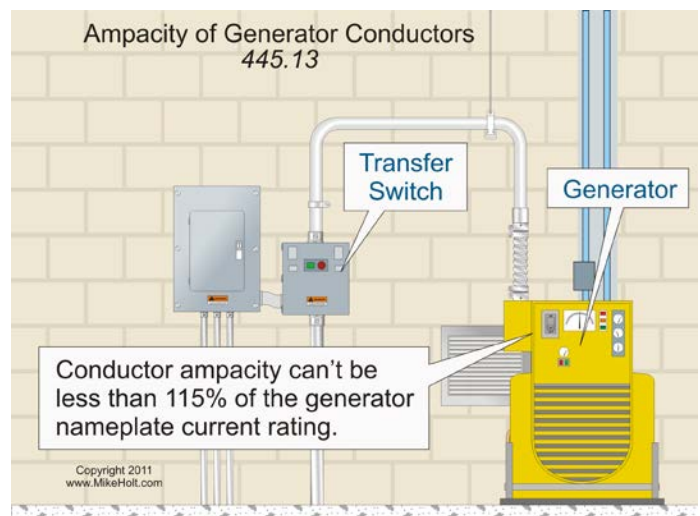 Ampacity of Generator Conductors
445.13
Transfer
Switch
Generator
Conductor ampacity can't be
less than 115% of the generator
nameplate current rating.
Copyright 2011
www.MikeHolt.com